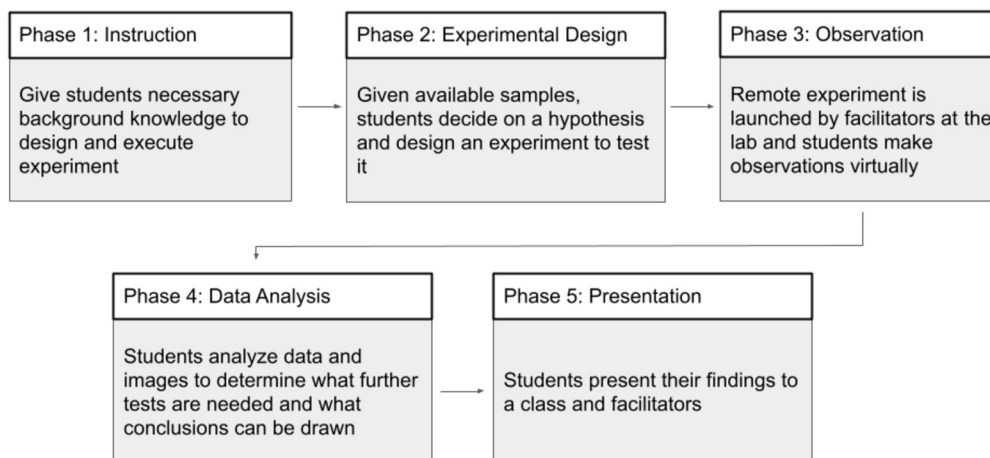 Phase 1: Instruction
Give students necessary
background knowledge to
design and execute
experiment
Phase 2: Experimental Design
Given available samples,
students decide on a hypothesis
and design an experiment to test
it
Phase 3: Observation
Remote experiment is
launched by facilitators at the
lab and students make
observations virtually
Phase 4: Data Analysis
Students analyze data and
images to determine what further
tests are needed and what
conclusions can be drawn
Phase 5: Presentation
Students present their findings to
a class and facilitators